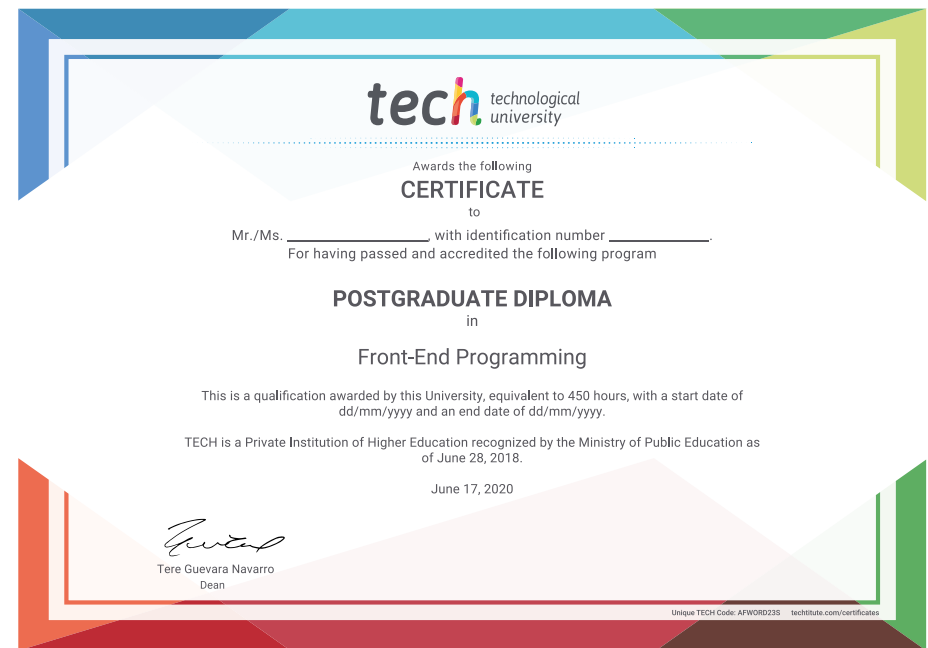 tech technological
university
Awards the following
CERTIFICATE
to
Mr./Ms. ____________________, with identification number ______________.
For having passed and accredited the following program
POSTGRADUATE DIPLOMA
in
Front-End Programming
This is a qualification awarded by this University, equivalent to 450 hours, with a start date of
dd/mm/yyyy and an end date of dd/mm/yyyy.
TECH is a Private Institution of Higher Education recognized by the Ministry of Public Education as
of June 28, 2018.
June 17, 2020
Tere Guevara Navarro
Dean
Unique TECH Code: AFWORD23S techtitute.com/certificates